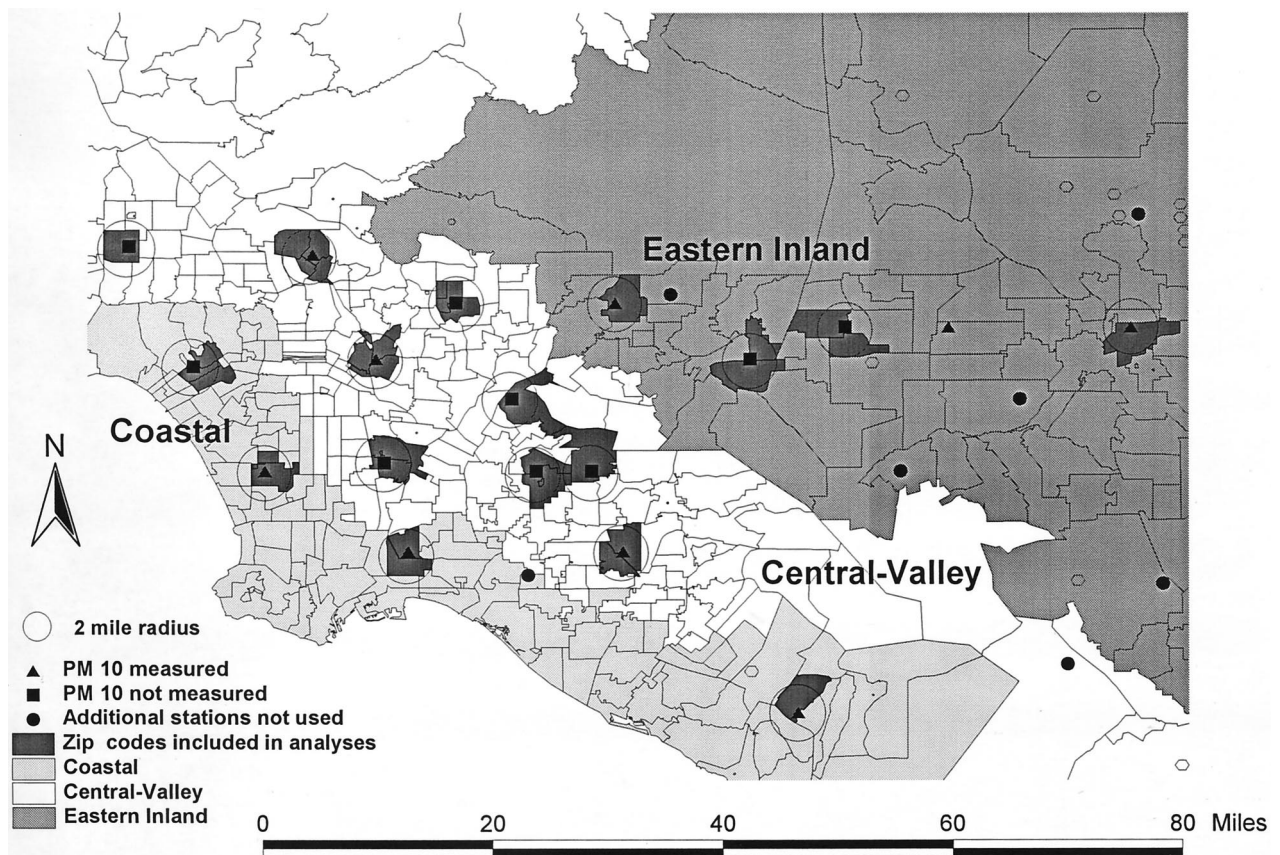 Eastern Inland
Coastal
N
Central-Valley
2 mile radius
PM 10 measured
PM 10 not measured
Additional stations not used
Zip codes included in analyses
Coastal
Central-Valley
Eastern Inland
0 20 40 60 80 Miles